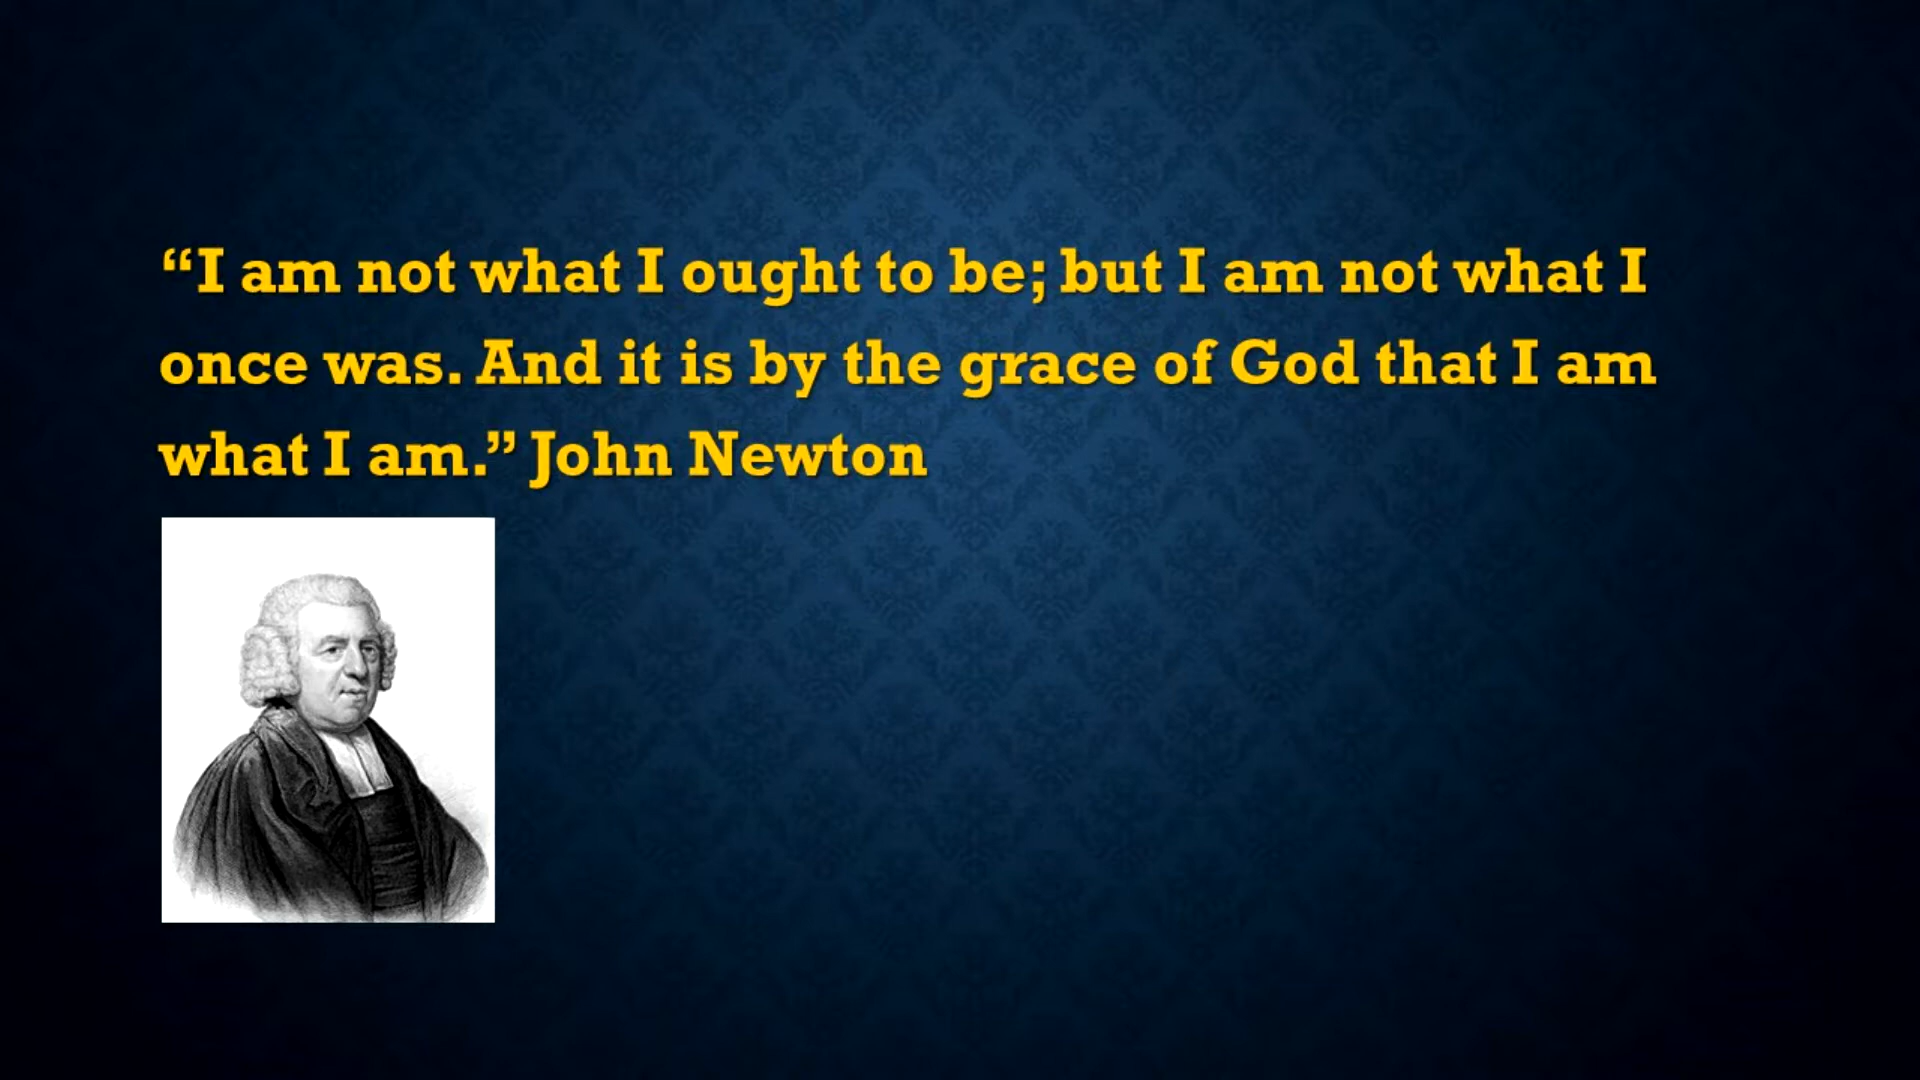 “I am not what I ought to be; but I am not what I
once was. And it is by the grace of God that I am
what I am.” John Newton